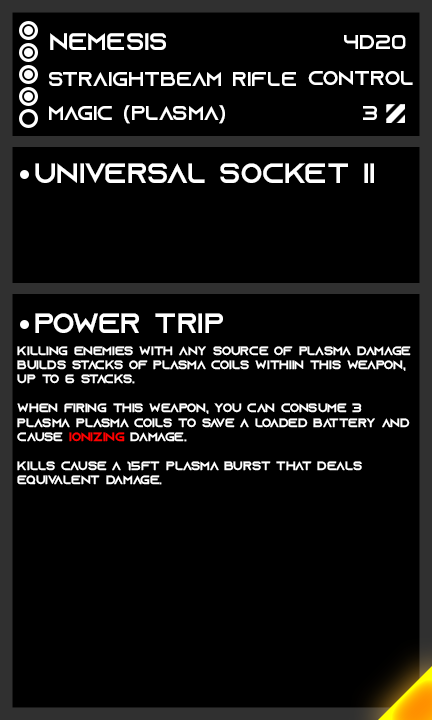 NEMESIS 4D20
STRAIGHTBEAM RIFLE CONTROL
MAGIC (PLASMA) 3
•UNIVERSAL SOCKET II
•POWER TRIP
KILLING ENEMIES WITH ANY SOURCE OF PLASMA DAMAGE
BUILDS STACKS OF PLASMA COILS WITHIIN THIS WEAPON,
UP TO 6 STACKS.
WHEN FIRING THIS WEAPON, YOU CAN CONSUME 3
PLASMA PLASMA COILS TO SAVE A LOADED BATTERY AND
CAUSE IONIZING DAMAGE.
KILLS CAUSE A 15FT PLASMA BURST THAT DEALS
EQUIVALENT DAMAGE.